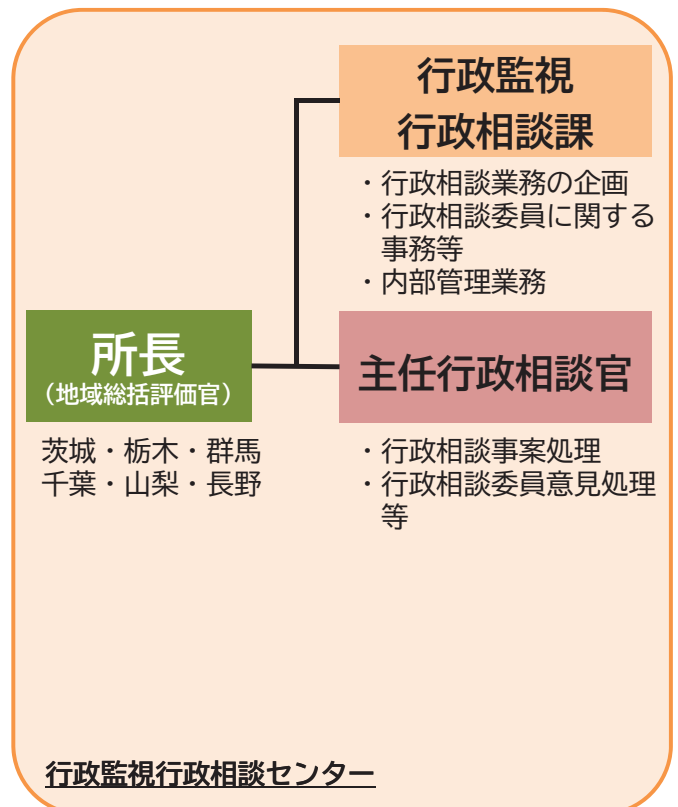 行政監視
行政相談課
・行政相談業務の企画
・行政相談委員に関する
事務等
・内部管理業務
所長
（地域総括評価官）
茨城・栃木・群馬
千葉・山梨・長野
主任行政相談官
・行政相談事案処理
・行政相談委員意見処理
等
行政監視行政相談センター